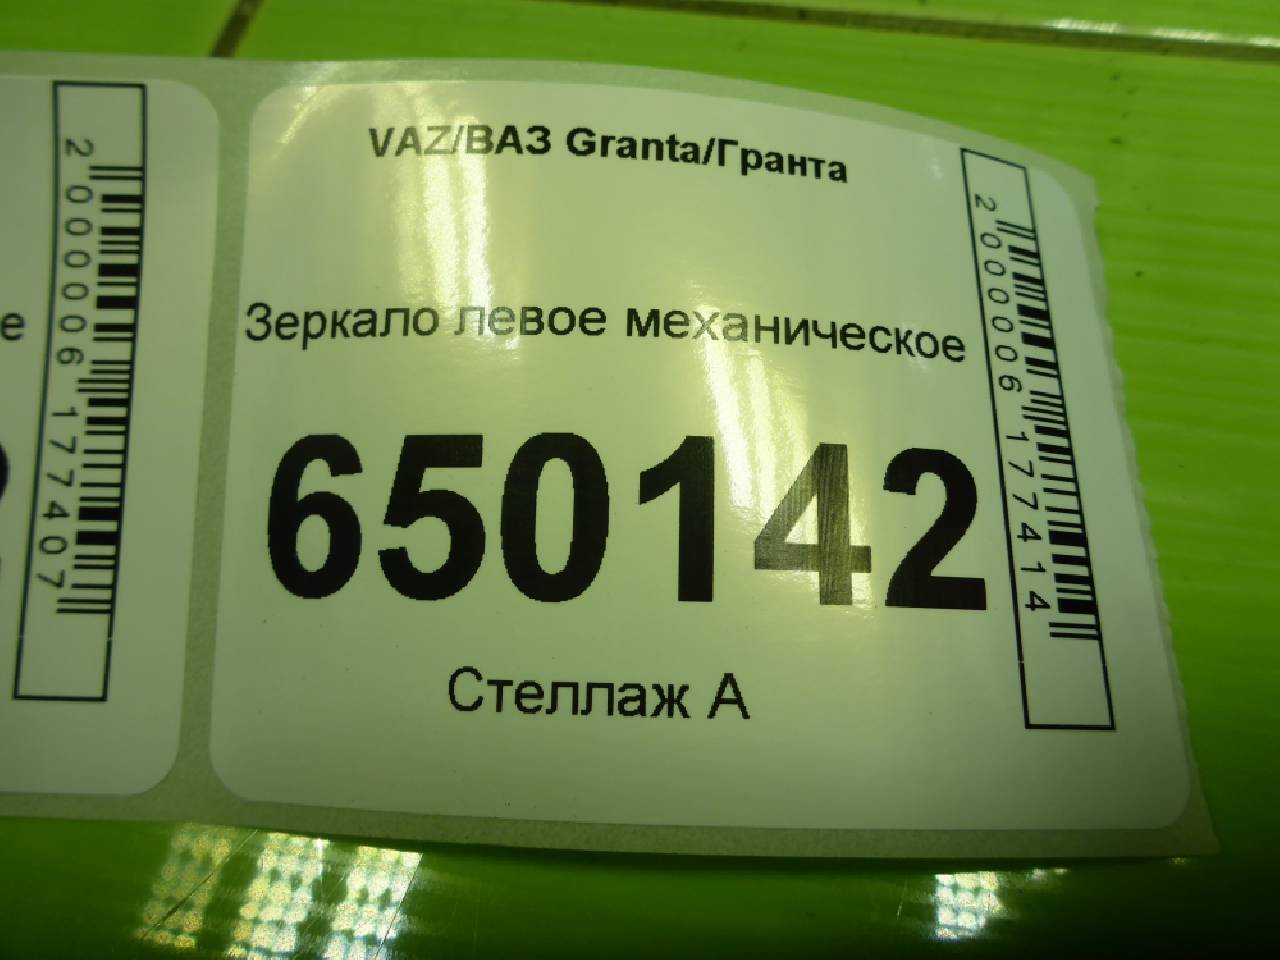 е
2000006177407
VAZ/ВАЗ Granta/Гранта
Зеркало левое механическое
650142
Стеллаж А
2000006177414